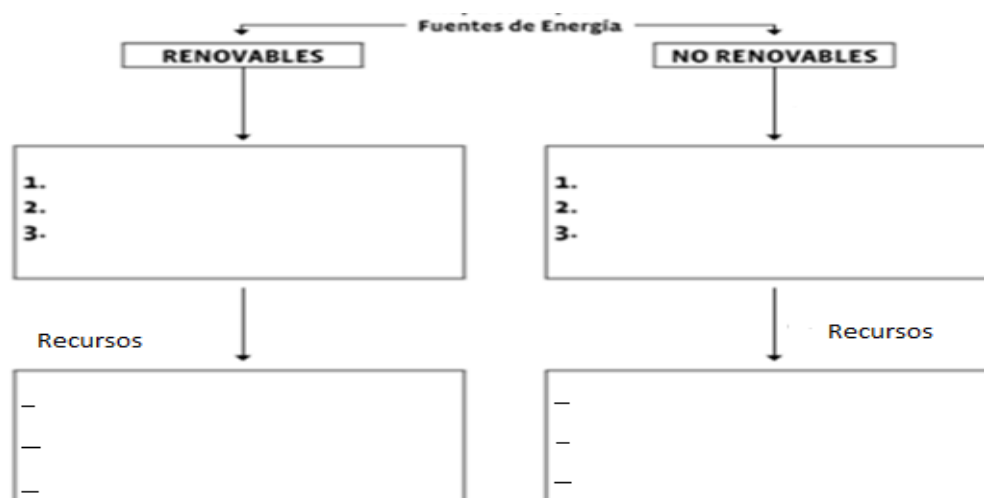 Fuentes de Energía
RENOVABLES
NO RENOVABLES
1.
2.
3.
1.
2.
3.
Recursos
Recursos
—
—
—
—
—
—